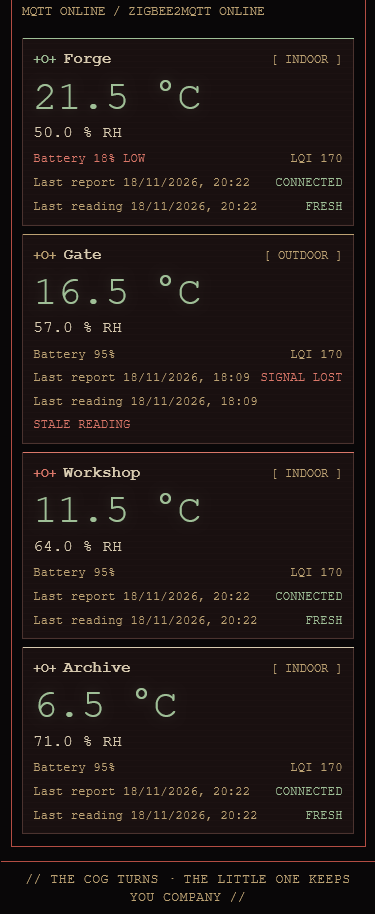 MQTT ONLINE / ZIGBEE2MQTT ONLINE
+O+ Forge [ INDOOR ]
21.5 °C
50.0 % RH
Battery 18% LOW LQI 170
Last report 18/11/2026, 20:22 CONNECTED
Last reading 18/11/2026, 20:22 FRESH
+O+ Gate [ OUTDOOR ]
16.5 °C
57.0 % RH
Battery 95% LQI 170
Last report 18/11/2026, 18:09 SIGNAL LOST
Last reading 18/11/2026, 18:09
STALE READING
+O+ Workshop [ INDOOR ]
11.5 °C
64.0 % RH
Battery 95% LQI 170
Last report 18/11/2026, 20:22 CONNECTED
Last reading 18/11/2026, 20:22 FRESH
+O+ Archive [ INDOOR ]
6.5 °C
71.0 % RH
Battery 95% LQI 170
Last report 18/11/2026, 20:22 CONNECTED
Last reading 18/11/2026, 20:22 FRESH
// THE COG TURNS · THE LITTLE ONE KEEPS
YOU COMPANY //